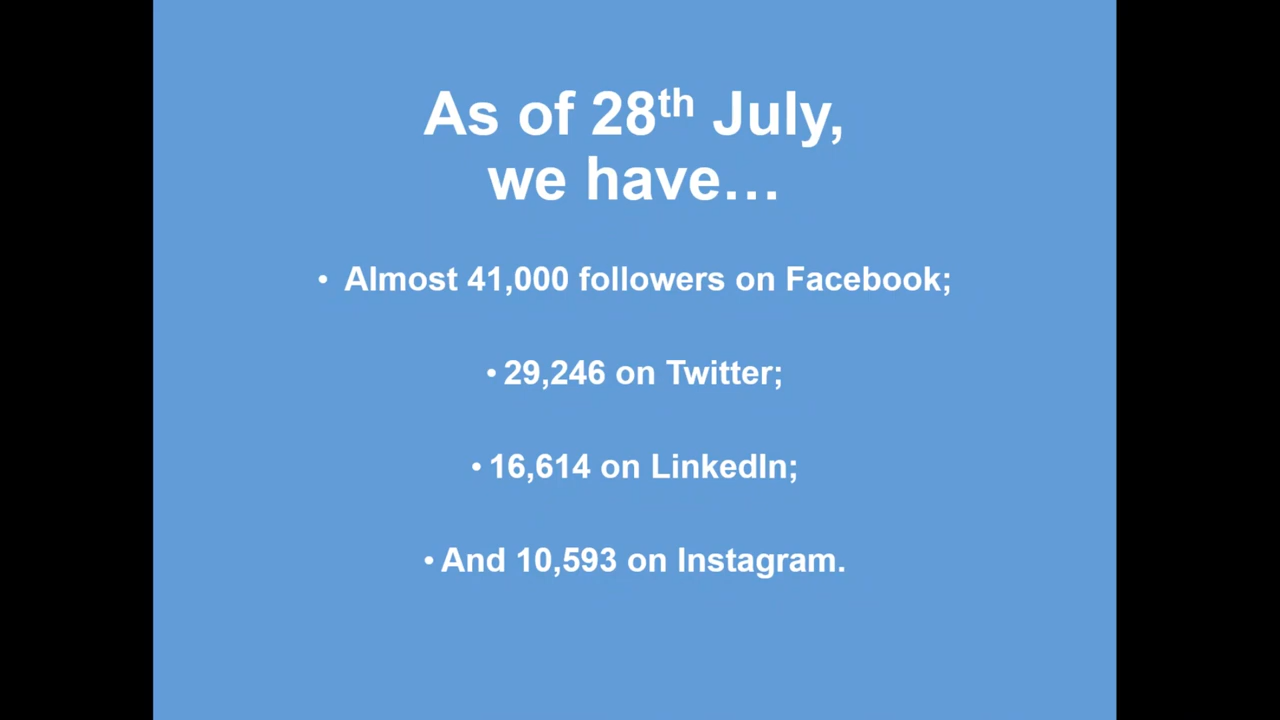 As of 28th July,
we have…
• Almost 41,000 followers on Facebook;
• 29,246 on Twitter;
• 16,614 on LinkedIn;
• And 10,593 on Instagram.